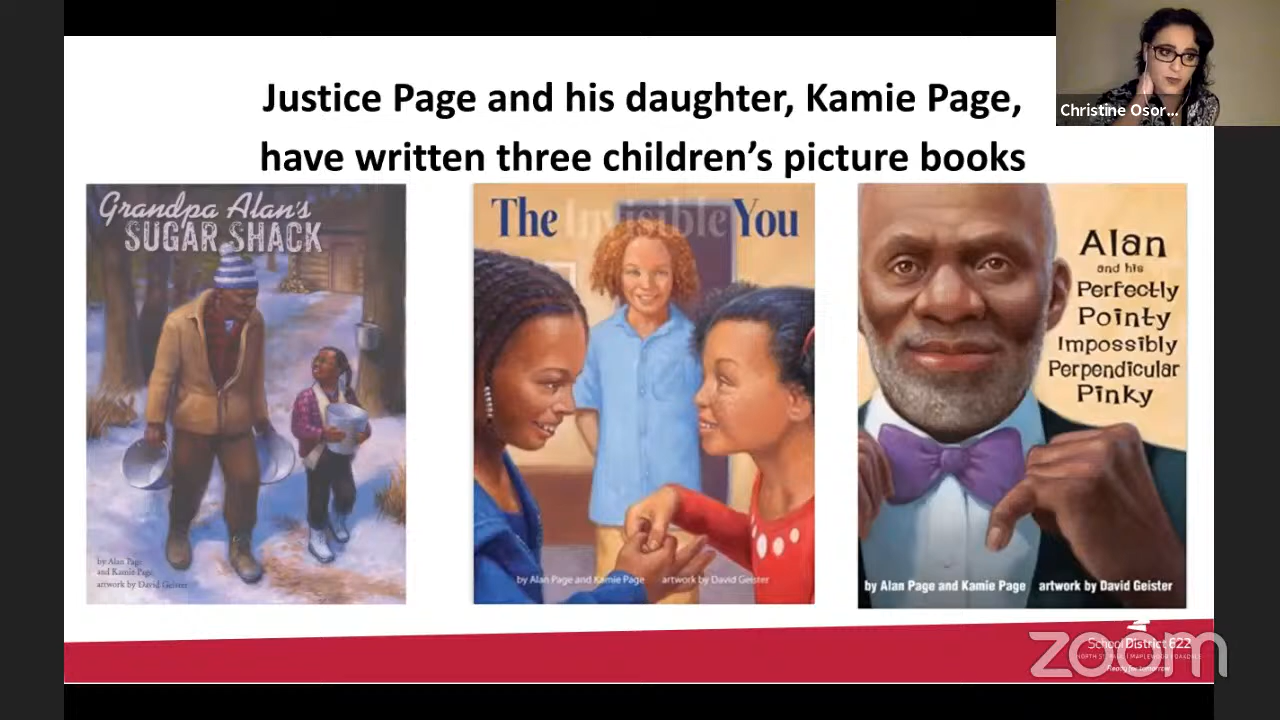 Justice Page and his daughter, Kamie Page,
have written three children's picture books
Christine Osor...
Grandpa Alan's
SUGAR SHACK
by Alan Page
and Kamie Page
artwork by David Geister
The Invisible You
by Alan Page and Kamie Page artwork by David Geister
Alan
and his
Perfectly
Pointy
Impossibly
Perpendicular
Pinky
by Alan Page and Kamie Page artwork by David Geister
School District 622
NORTH ST. PAUL | MAPLEWOOD | OAKDALE
Ready for tomorrow
zoom